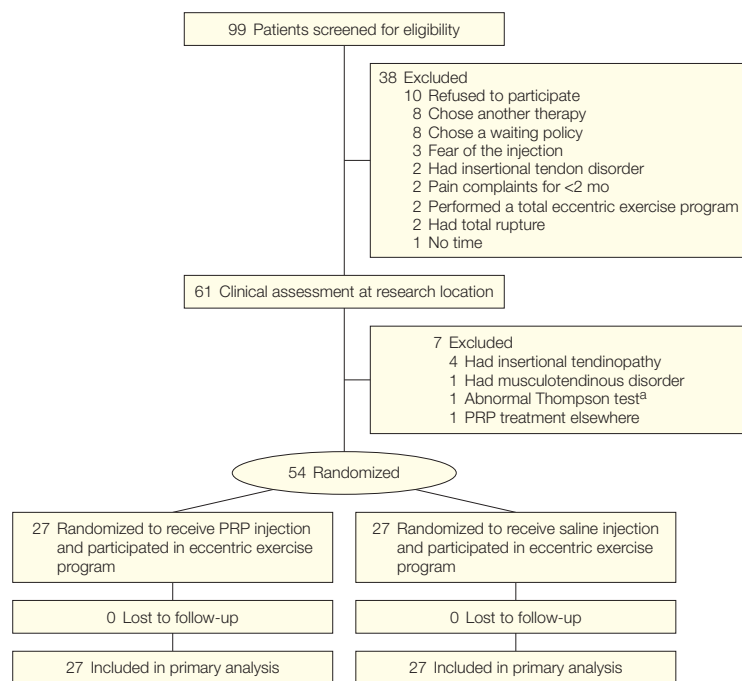 99 Patients screened for eligibility
38 Excluded
10 Refused to participate
8 Chose another therapy
8 Chose a waiting policy
3 Fear of the injection
2 Had insertional tendon disorder
2 Pain complaints for <2 mo
2 Performed a total eccentric exercise program
2 Had total rupture
1 No time
61 Clinical assessment at research location
7 Excluded
4 Had insertional tendinopathy
1 Had musculotendinous disorder
1 Abnormal Thompson testa
1 PRP treatment elsewhere
54 Randomized
27 Randomized to receive PRP injection
and participated in eccentric exercise
program
27 Randomized to receive saline injection
and participated in eccentric exercise
program
0 Lost to follow-up
0 Lost to follow-up
27 Included in primary analysis
27 Included in primary analysis